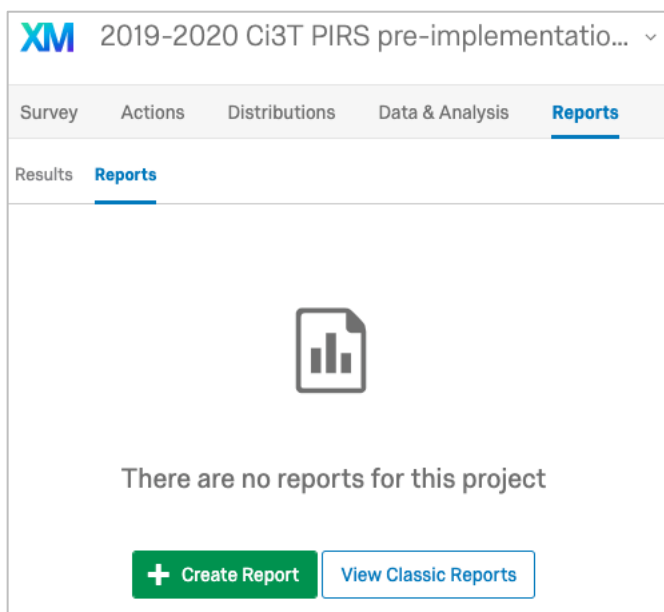 XM 2019-2020 Ci3T PIRS pre-implementatio...
Survey Actions Distributions Data & Analysis Reports
Results Reports
There are no reports for this project
+ Create Report View Classic Reports